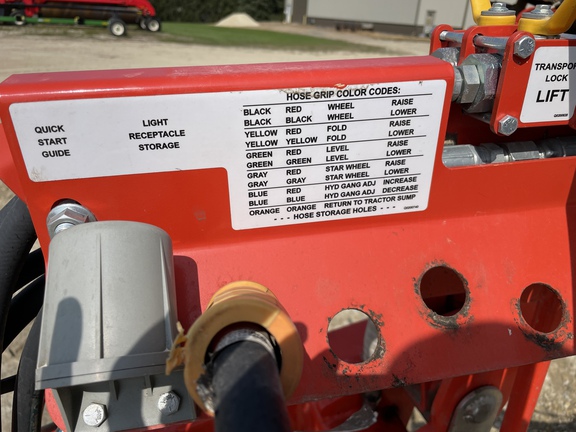 QUICK
START
GUIDE
LIGHT
RECEPTACLE
STORAGE
HOSE GRIP COLOR CODES:
BLACK RED WHEEL RAISE
BLACK BLACK WHEEL LOWER
YELLOW RED FOLD RAISE
YELLOW YELLOW FOLD LOWER
GREEN RED LEVEL RAISE
GREEN GREEN LEVEL LOWER
GRAY RED STAR WHEEL RAISE
GRAY GRAY STAR WHEEL LOWER
BLUE RED HYD GANG ADJ INCREASE
BLUE BLUE HYD GANG ADJ DECREASE
ORANGE ORANGE RETURN TO TRACTOR SUMP
- - - HOSE STORAGE HOLES - - -
TRANSPOR
LOCK
LIFT